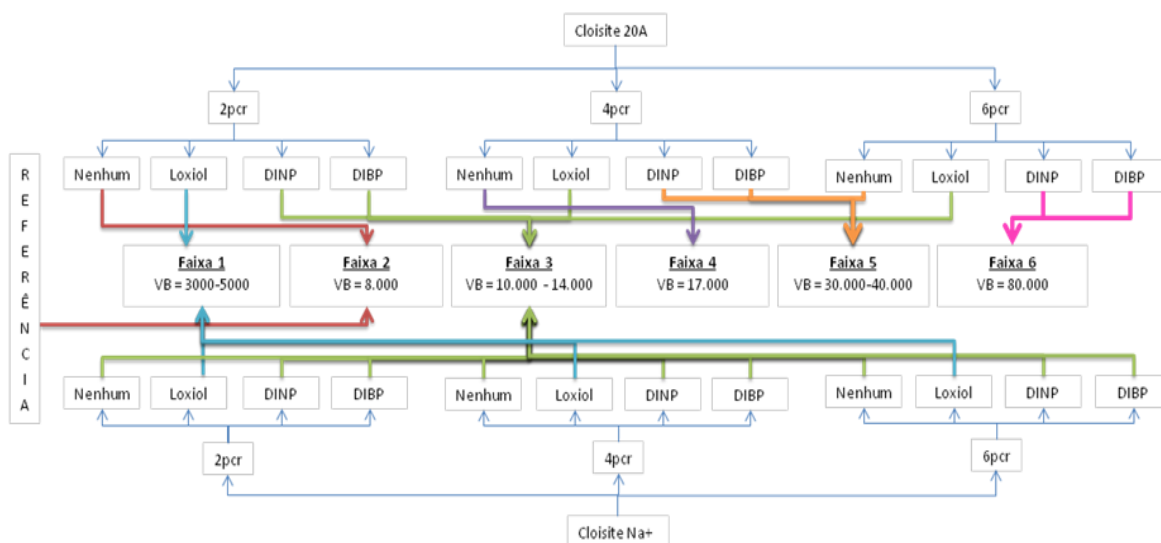 Cloisite 20A
2pcr
4pcr
6pcr
Nenhum
Loxiol
DINP
DIBP
Nenhum
Loxiol
DINP
DIBP
Nenhum
Loxiol
DINP
DIBP
R
E
F
E
R
Ê
N
C
I
A
Faixa 1
VB = 3000-5000
Faixa 2
VB = 8.000
Faixa 3
VB = 10.000 - 14.000
Faixa 4
VB = 17.000
Faixa 5
VB = 30.000-40.000
Faixa 6
VB = 80.000
Nenhum
Loxiol
DINP
DIBP
Nenhum
Loxiol
DINP
DIBP
Nenhum
Loxiol
DINP
DIBP
2pcr
4pcr
6pcr
Cloisite Na+